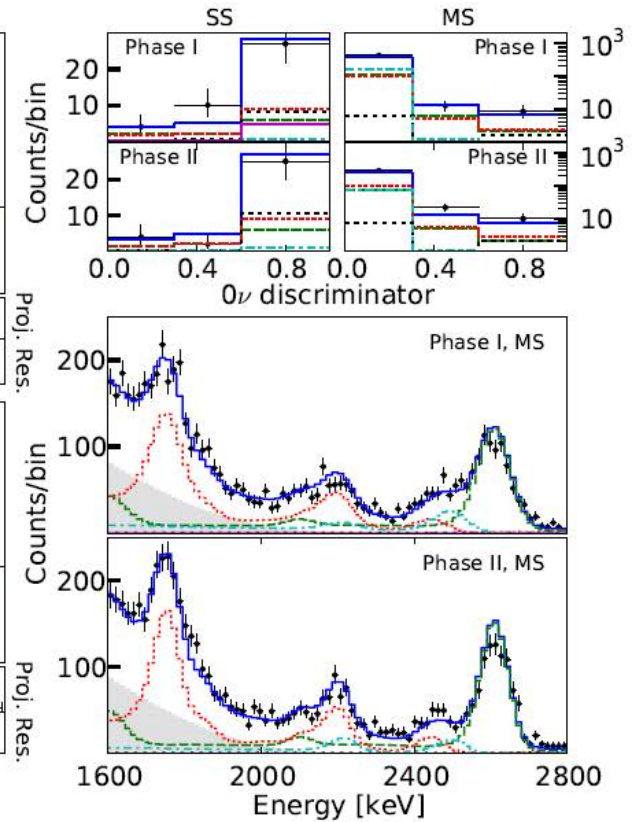 SS MS
Phase I Phase I
Phase II Phase II
Counts/bin
20
10
20
10
10³
10
10³
10
0.0 0.4 0.8 0.0 0.4 0.8
0ν discriminator
Proj. Res.
Phase I, MS
200
100
Counts/bin
Phase II, MS
200
100
Proj. Res.
1600 2000 2400 2800
Energy [keV]